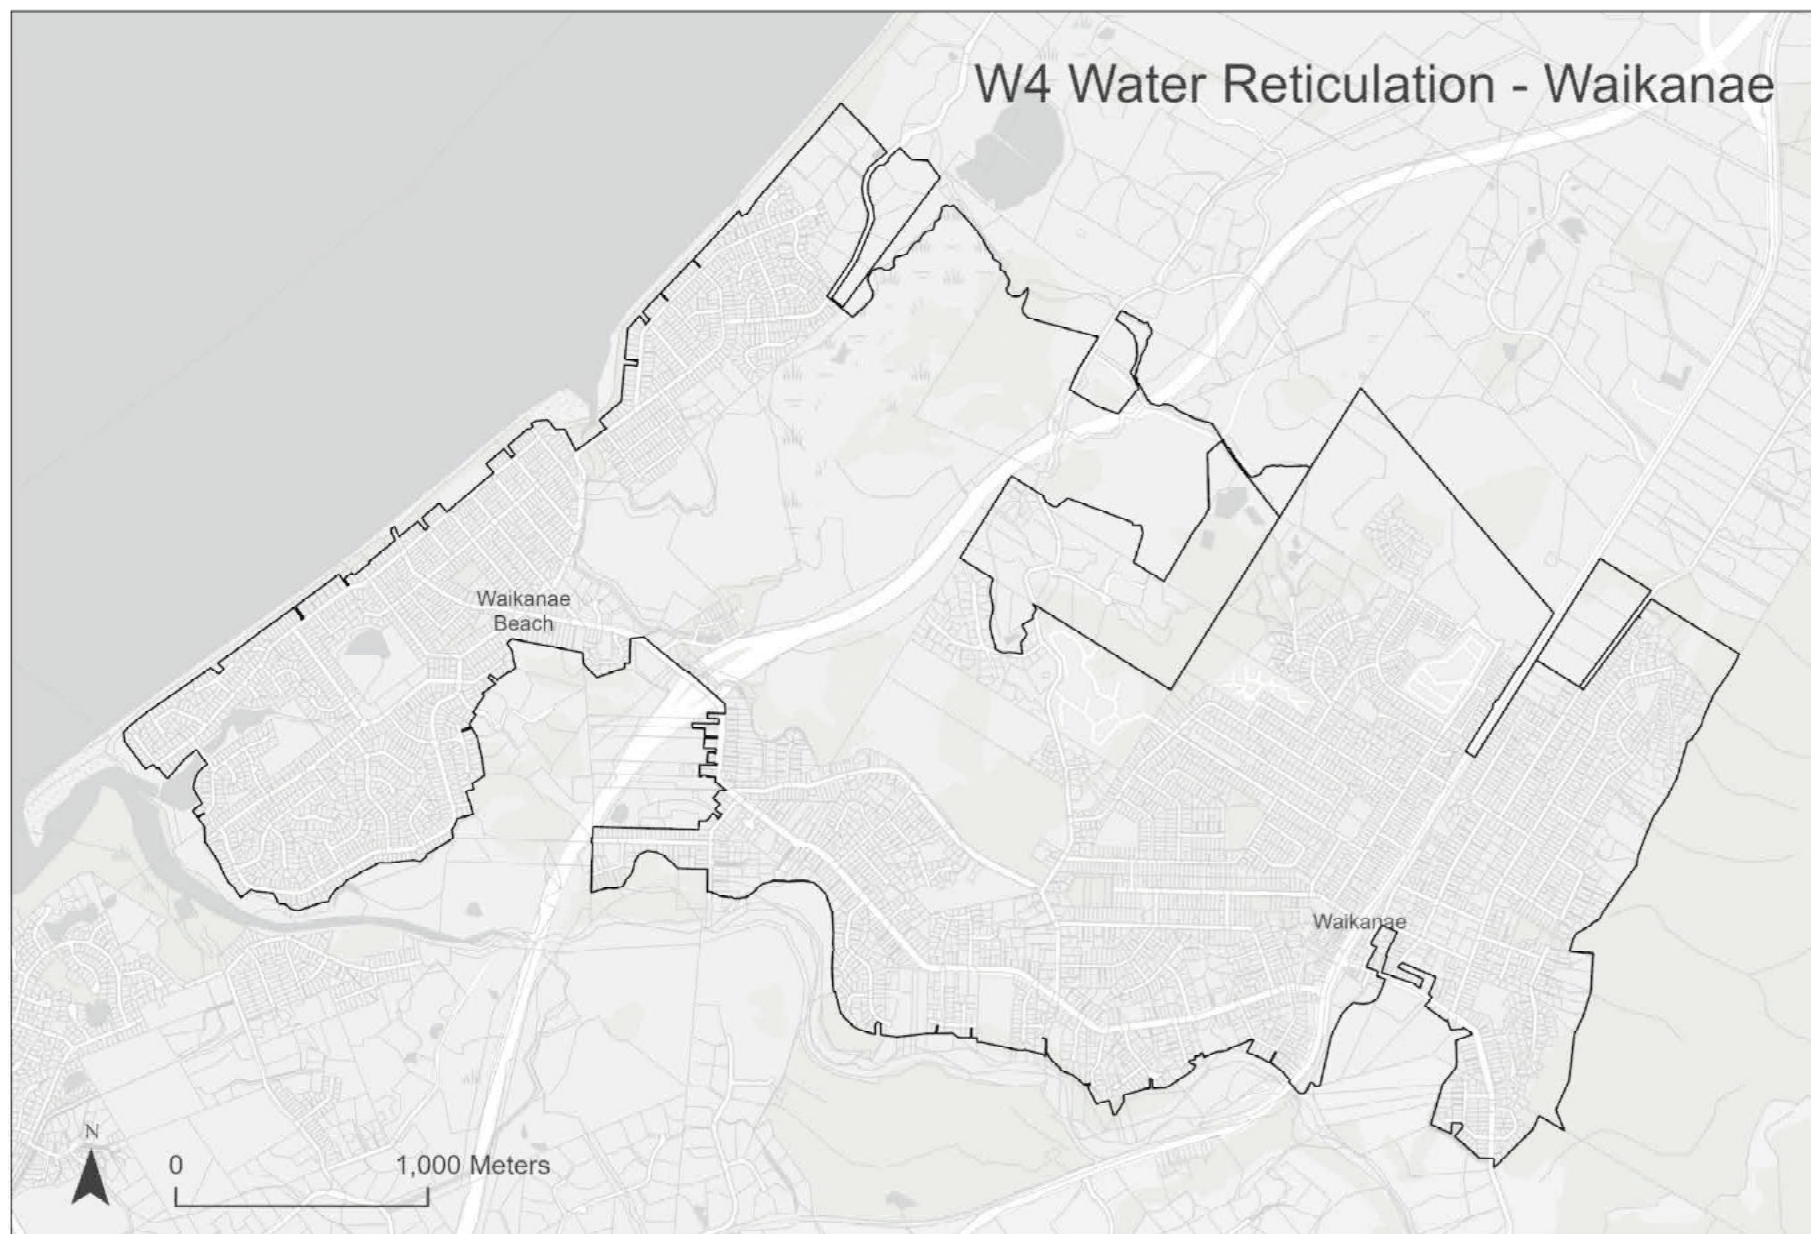 W4 Water Reticulation - Waikanae
Waikanae
Beach
Waikanae
N
0 1,000 Meters